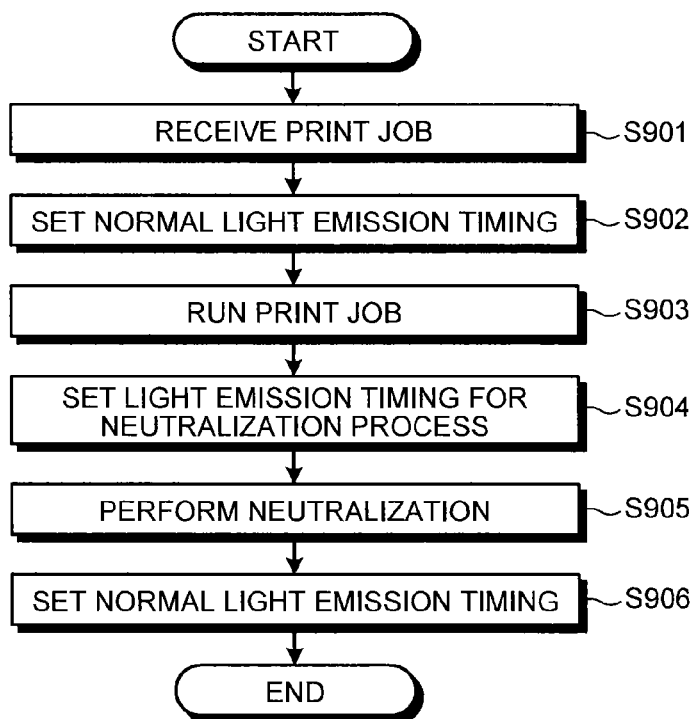 START
RECEIVE PRINT JOB
S901
SET NORMAL LIGHT EMISSION TIMING
S902
RUN PRINT JOB
S903
SET LIGHT EMISSION TIMING FOR
NEUTRALIZATION PROCESS
S904
PERFORM NEUTRALIZATION
S905
SET NORMAL LIGHT EMISSION TIMING
S906
END